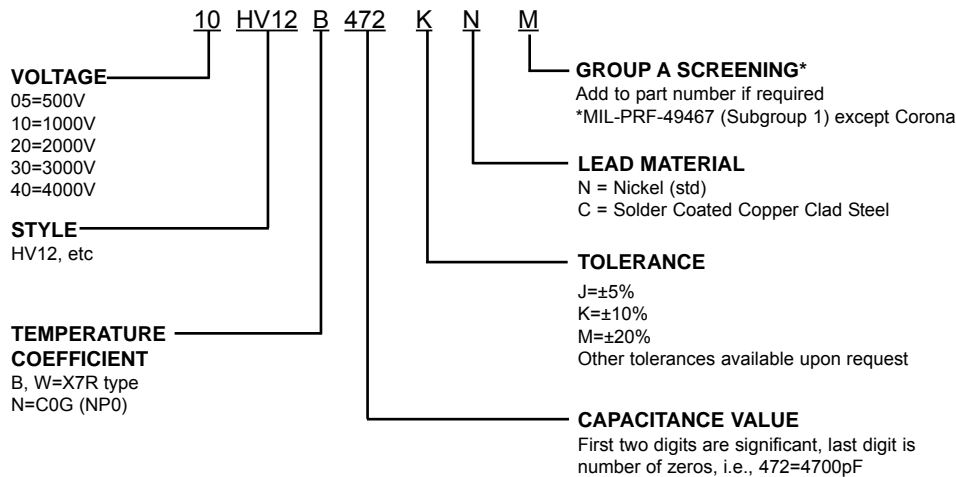 10 HV12 B 472 K N M
VOLTAGE
05=500V
10=1000V
20=2000V
30=3000V
40=4000V
STYLE
HV12, etc
TEMPERATURE
COEFFICIENT
B, W=X7R type
N=C0G (NP0)
GROUP A SCREENING*
Add to part number if required
*MIL-PRF-49467 (Subgroup 1) except Corona
LEAD MATERIAL
N = Nickel (std)
C = Solder Coated Copper Clad Steel
TOLERANCE
J=±5%
K=±10%
M=±20%
Other tolerances available upon request
CAPACITANCE VALUE
First two digits are significant, last digit is
number of zeros, i.e., 472=4700pF